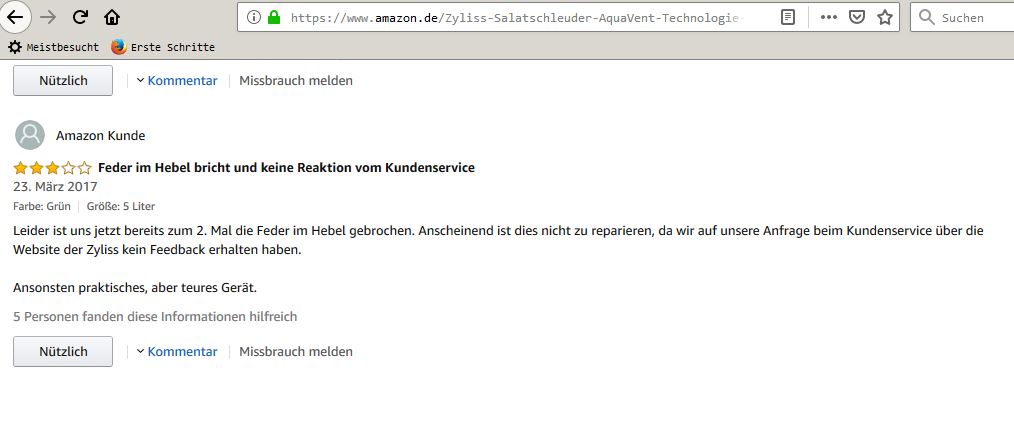 https://www.amazon.de/Zyliss-Salatschleuder-AquaVent-Technologie
Suchen
Meistbesucht Erste Schritte
Nützlich Kommentar Missbrauch melden
Amazon Kunde
Feder im Hebel bricht und keine Reaktion vom Kundenservice
23. März 2017
Farbe: Grün Größe: 5 Liter
Leider ist uns jetzt bereits zum 2. Mal die Feder im Hebel gebrochen. Anscheinend ist dies nicht zu reparieren, da wir auf unsere Anfrage beim Kundenservice über die
Website der Zyliss kein Feedback erhalten haben.
Ansonsten praktisches, aber teures Gerät.
5 Personen fanden diese Informationen hilfreich
Nützlich Kommentar Missbrauch melden